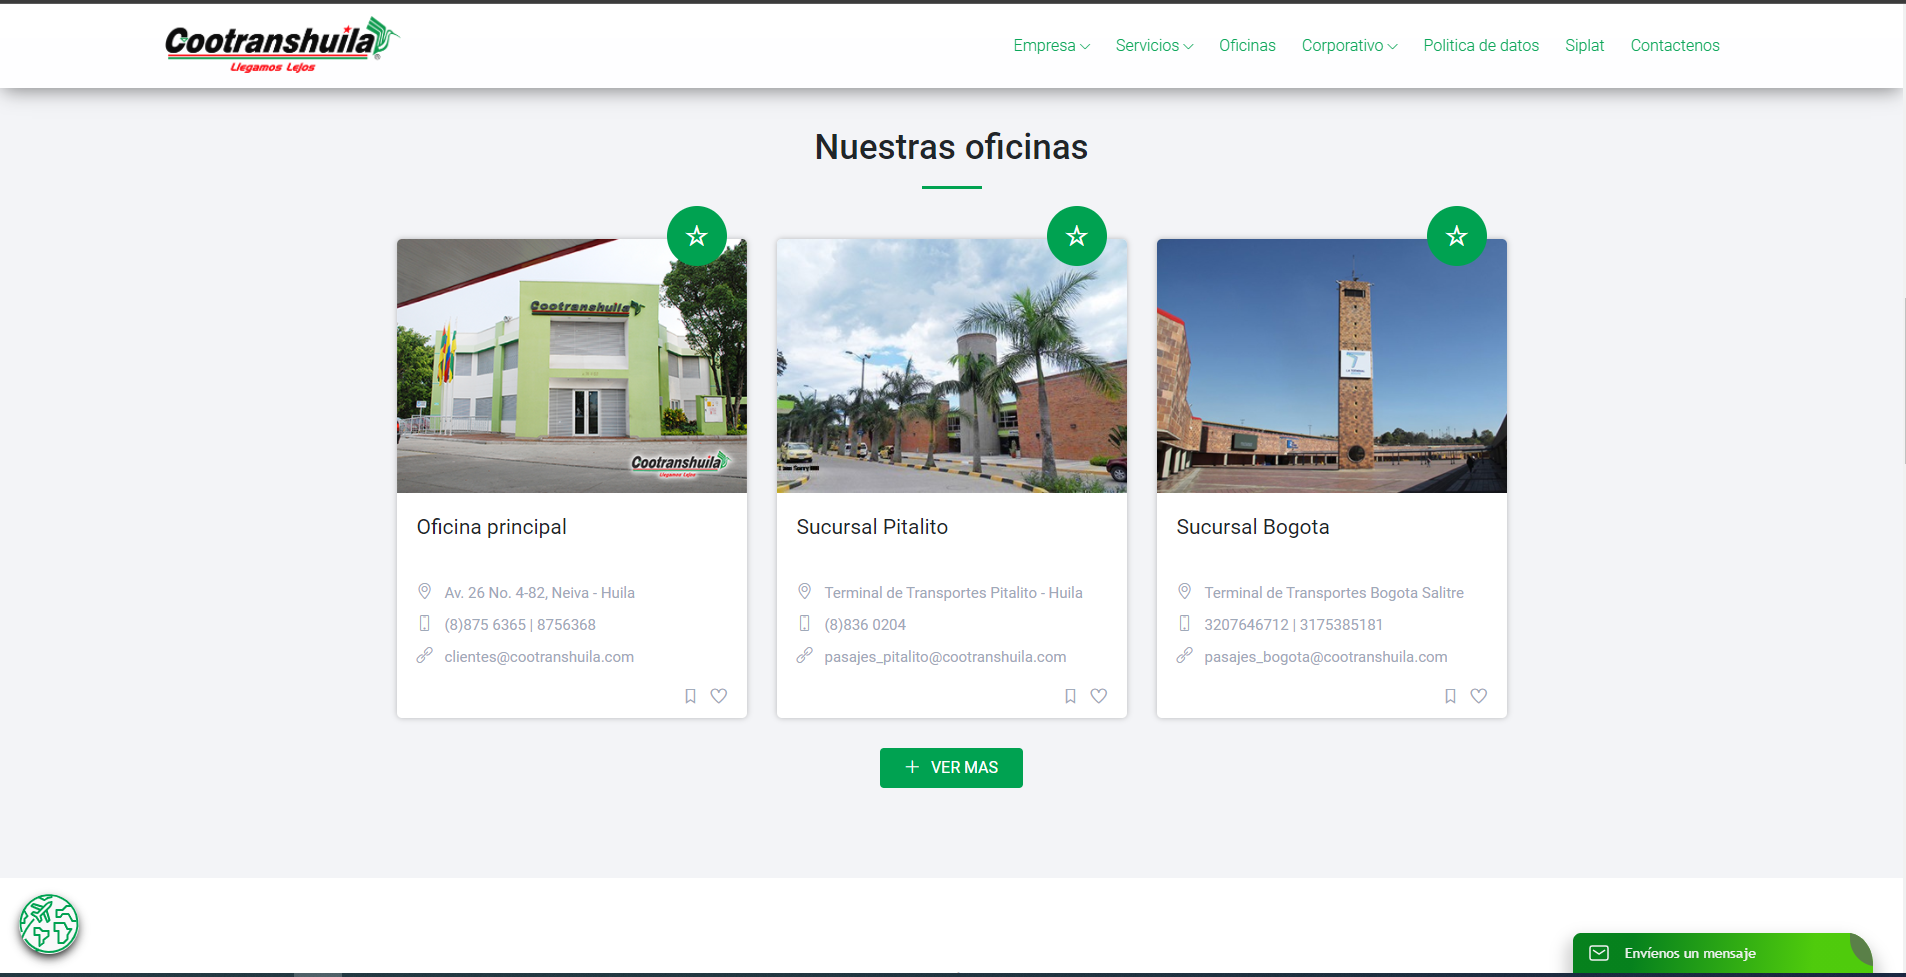 Cootranshuila
Llegamos Lejos
Empresa
Servicios
Oficinas
Corporativo
Politica de datos
Siplat
Contactenos
Nuestras oficinas
Cootranshuila
Cootranshuila
Llegamos Lejos
Oficina principal
Av. 26 No. 4-82, Neiva - Huila
(8)875 6365 | 8756368
clientes@cootranshuila.com
Sucursal Pitalito
Terminal de Transportes Pitalito - Huila
(8)836 0204
pasajes_pitalito@cootranshuila.com
Sucursal Bogota
Terminal de Transportes Bogota Salitre
3207646712 | 3175385181
pasajes_bogota@cootranshuila.com
VER MAS
Envíenos un mensaje